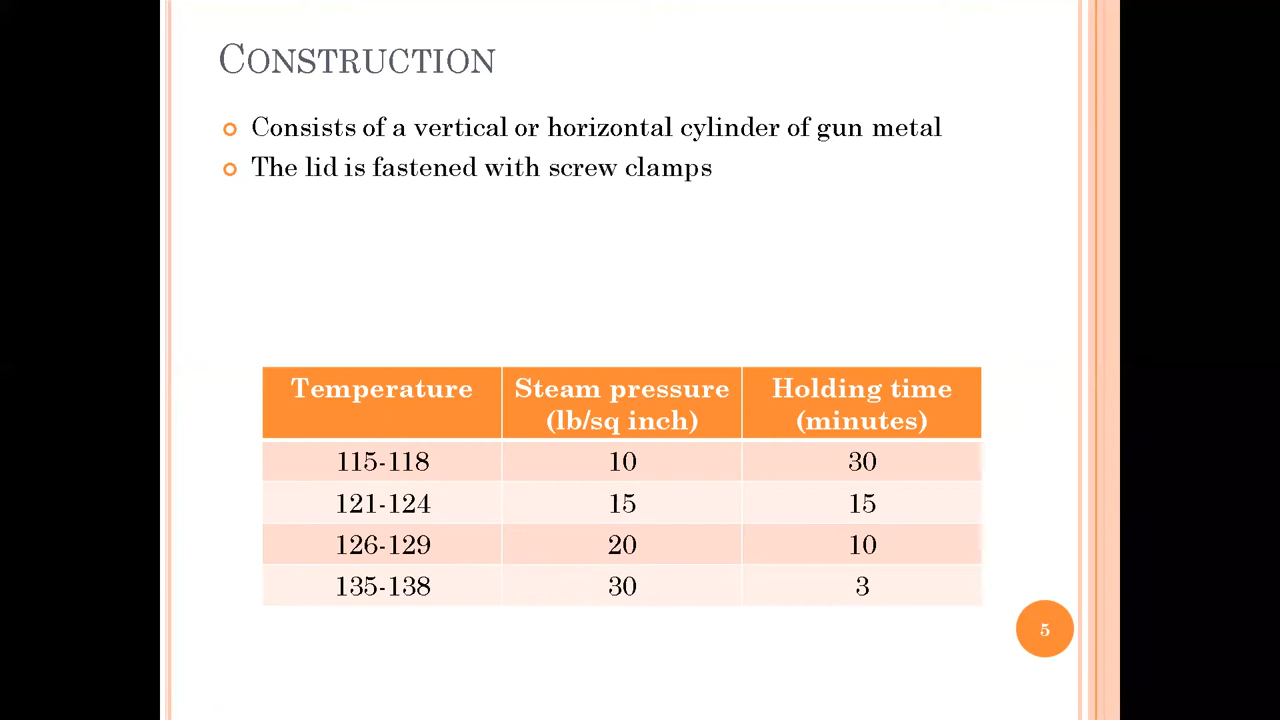 CONSTRUCTION
Consists of a vertical or horizontal cylinder of gun metal
The lid is fastened with screw clamps
Temperature Steam pressure (lb/sq inch) Holding time (minutes)
115-118 10 30
121-124 15 15
126-129 20 10
135-138 30 3
5